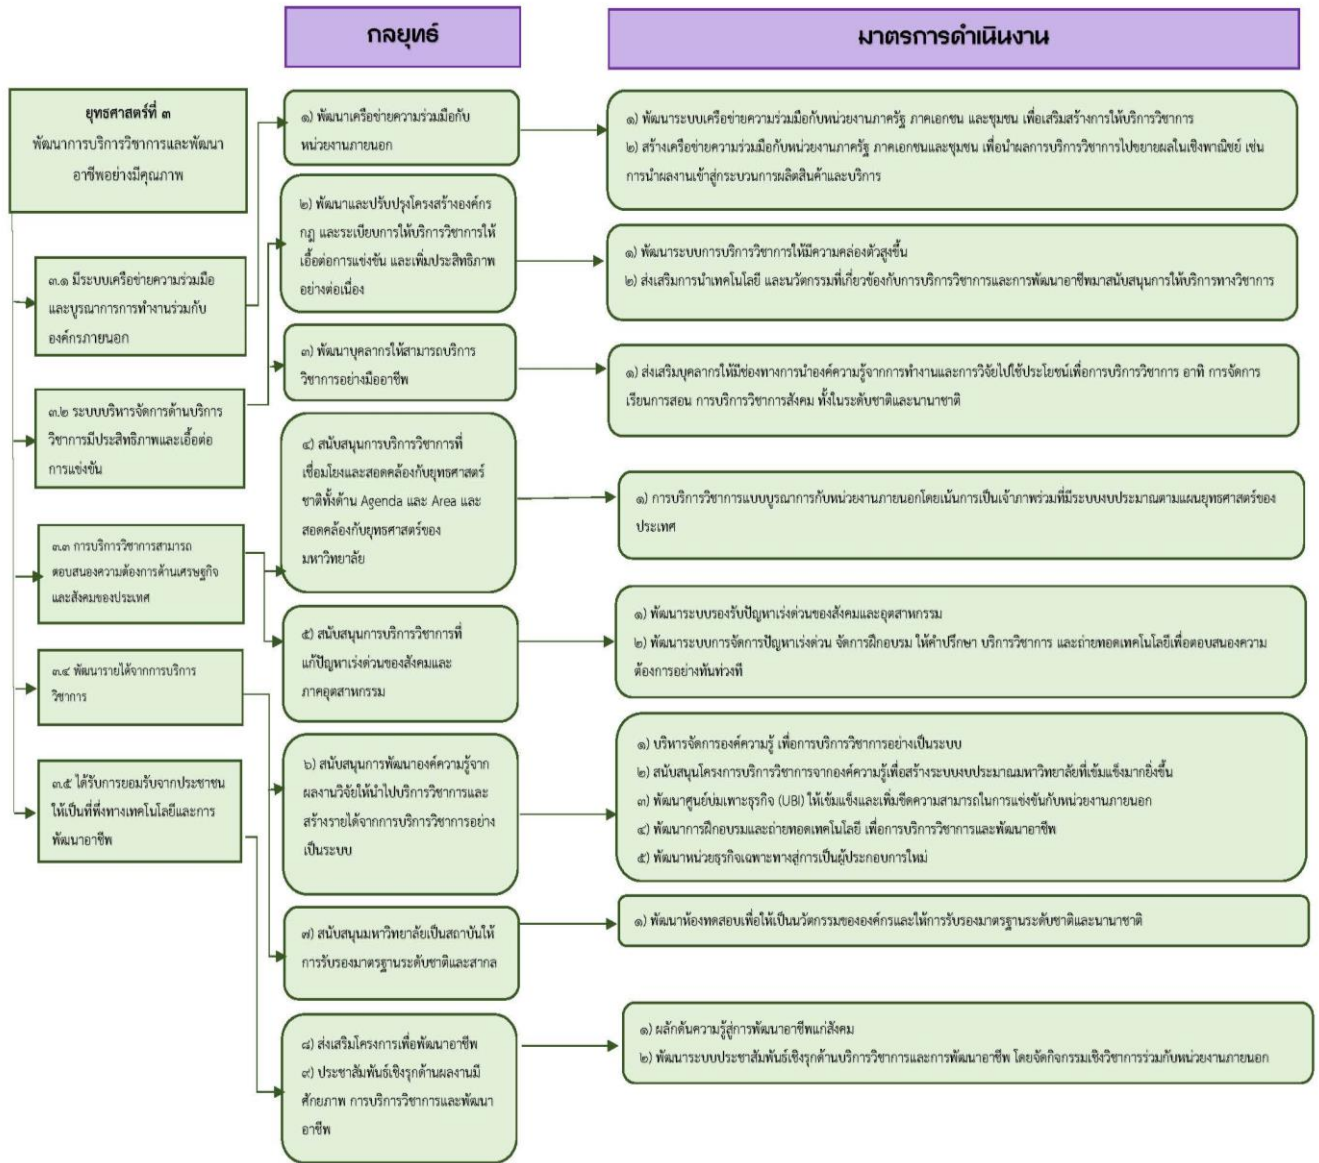 กลยุทธ์
มาตรการดำเนินงาน
ยุทธศาสตร์ที่ ๓
พัฒนาการบริการวิชาการและพัฒนา
อาชีพอย่างมีคุณภาพ
๓.๑ มีระบบเครือข่ายความร่วมมือ
และบูรณาการการทำงานร่วมกับ
องค์กรภายนอก
๓.๒ ระบบบริหารจัดการด้านบริการ
วิชาการมีประสิทธิภาพและเอื้อต่อ
การแข่งขัน
๓.๓ การบริการวิชาการสามารถ
ตอบสนองความต้องการด้านเศรษฐกิจ
และสังคมของประเทศ
๓.๔ พัฒนารายได้จากการบริการ
วิชาการ
๓.๕ ได้รับการยอมรับจากประชาชน
ให้เป็นที่พึ่งทางเทคโนโลยีและการ
พัฒนาอาชีพ
๑) พัฒนาเครือข่ายความร่วมมือกับ
หน่วยงานภายนอก
๒) พัฒนาและปรับปรุงโครงสร้างองค์กร
กฎ และระเบียบการให้บริการวิชาการให้
เอื้อต่อการแข่งขัน และเพิ่มประสิทธิภาพ
อย่างต่อเนื่อง
๓) พัฒนาบุคลากรให้สามารถบริการ
วิชาการอย่างมืออาชีพ
๔) สนับสนุนการบริการวิชาการที่
เชื่อมโยงและสอดคล้องกับยุทธศาสตร์
ชาติทั้งด้าน Agenda และ Area และ
สอดคล้องกับยุทธศาสตร์ของ
มหาวิทยาลัย
๕) สนับสนุนการบริการวิชาการที่
แก้ปัญหาเร่งด่วนของสังคมและ
ภาคอุตสาหกรรม
๖) สนับสนุนการพัฒนาองค์ความรู้จาก
ผลงานวิจัยให้นำไปบริการวิชาการและ
สร้างรายได้จากการบริการวิชาการอย่าง
เป็นระบบ
๗) สนับสนุนมหาวิทยาลัยเป็นสถาบันให้
การรับรองมาตรฐานระดับชาติและสากล
๘) ส่งเสริมโครงการเพื่อพัฒนาอาชีพ
๙) ประชาสัมพันธ์เชิงรุกด้านผลงานมี
ศักยภาพ การบริการวิชาการและพัฒนา
อาชีพ
๑) พัฒนาระบบเครือข่ายความร่วมมือกับหน่วยงานภาครัฐ ภาคเอกชน และชุมชน เพื่อเสริมสร้างการให้บริการวิชาการ
๒) สร้างเครือข่ายความร่วมมือกับหน่วยงานภาครัฐ ภาคเอกชนและชุมชน เพื่อนำผลการบริการวิชาการไปขยายผลในเชิงพาณิชย์ เช่น
การนำผลงานเข้าสู่กระบวนการผลิตสินค้าและบริการ
๑) พัฒนาระบบการบริการวิชาการให้มีความคล่องตัวสูงขึ้น
๒) ส่งเสริมการนำเทคโนโลยี และนวัตกรรมที่เกี่ยวข้องกับการบริการวิชาการและการพัฒนาอาชีพมาสนับสนุนการให้บริการทางวิชาการ
๑) ส่งเสริมบุคลากรให้มีช่องทางการนำองค์ความรู้จากการทำงานและการวิจัยไปใช้ประโยชน์เพื่อการบริการวิชาการ อาทิ การจัดการ
เรียนการสอน การบริการวิชาการสังคม ทั้งในระดับชาติและนานาชาติ
๑) การบริการวิชาการแบบบูรณาการกับหน่วยงานภายนอกโดยเน้นการเป็นเจ้าภาพร่วมที่มีระบบงบประมาณตามแผนยุทธศาสตร์ของ
ประเทศ
๑) พัฒนาระบบรองรับปัญหาเร่งด่วนของสังคมและอุตสาหกรรม
๒) พัฒนาระบบการจัดการปัญหาเร่งด่วน จัดการฝึกอบรม ให้คำปรึกษา บริการวิชาการ และถ่ายทอดเทคโนโลยีเพื่อตอบสนองความ
ต้องการอย่างทันท่วงที
๑) บริหารจัดการองค์ความรู้ เพื่อการบริการวิชาการอย่างเป็นระบบ
๒) สนับสนุนโครงการบริการวิชาการจากองค์ความรู้เพื่อสร้างระบบงบประมาณมหาวิทยาลัยที่เข้มแข็งมากยิ่งขึ้น
๓) พัฒนาศูนย์บ่มเพาะธุรกิจ (UBI) ให้เข้มแข็งและเพิ่มขีดความสามารถในการแข่งขันกับหน่วยงานภายนอก
๔) พัฒนาการฝึกอบรมและถ่ายทอดเทคโนโลยี เพื่อการบริการวิชาการและพัฒนาอาชีพ
๕) พัฒนาหน่วยธุรกิจเฉพาะทางสู่การเป็นผู้ประกอบการใหม่
๑) พัฒนาห้องทดสอบเพื่อให้เป็นนวัตกรรมขององค์กรและให้การรับรองมาตรฐานระดับชาติและนานาชาติ
๑) ผลักดันความรู้สู่การพัฒนาอาชีพแก่สังคม
๒) พัฒนาระบบประชาสัมพันธ์เชิงรุกด้านบริการวิชาการและการพัฒนาอาชีพ โดยจัดกิจกรรมเชิงวิชาการร่วมกับหน่วยงานภายนอก